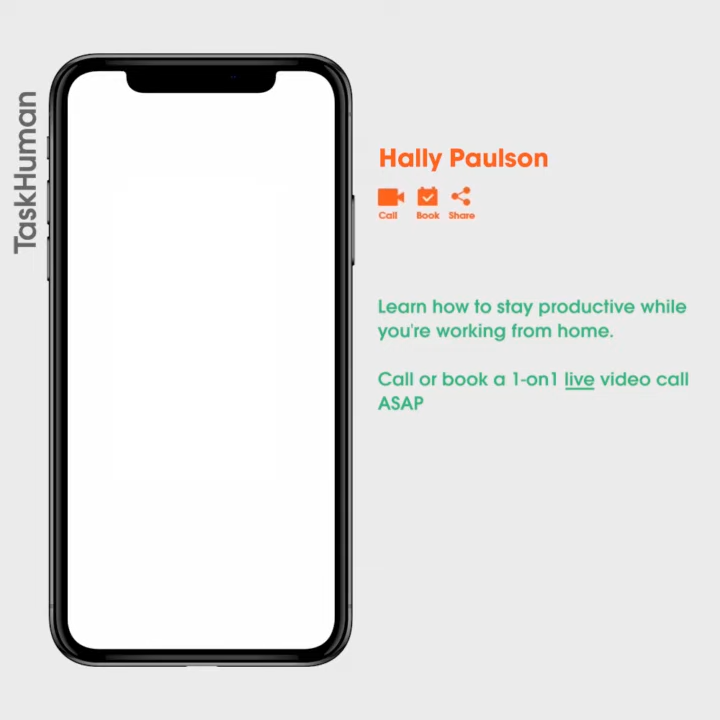 TaskHuman
Hally Paulson
Call Book Share
Learn how to stay productive while
you're working from home.
Call or book a 1-on1 live video call
ASAP